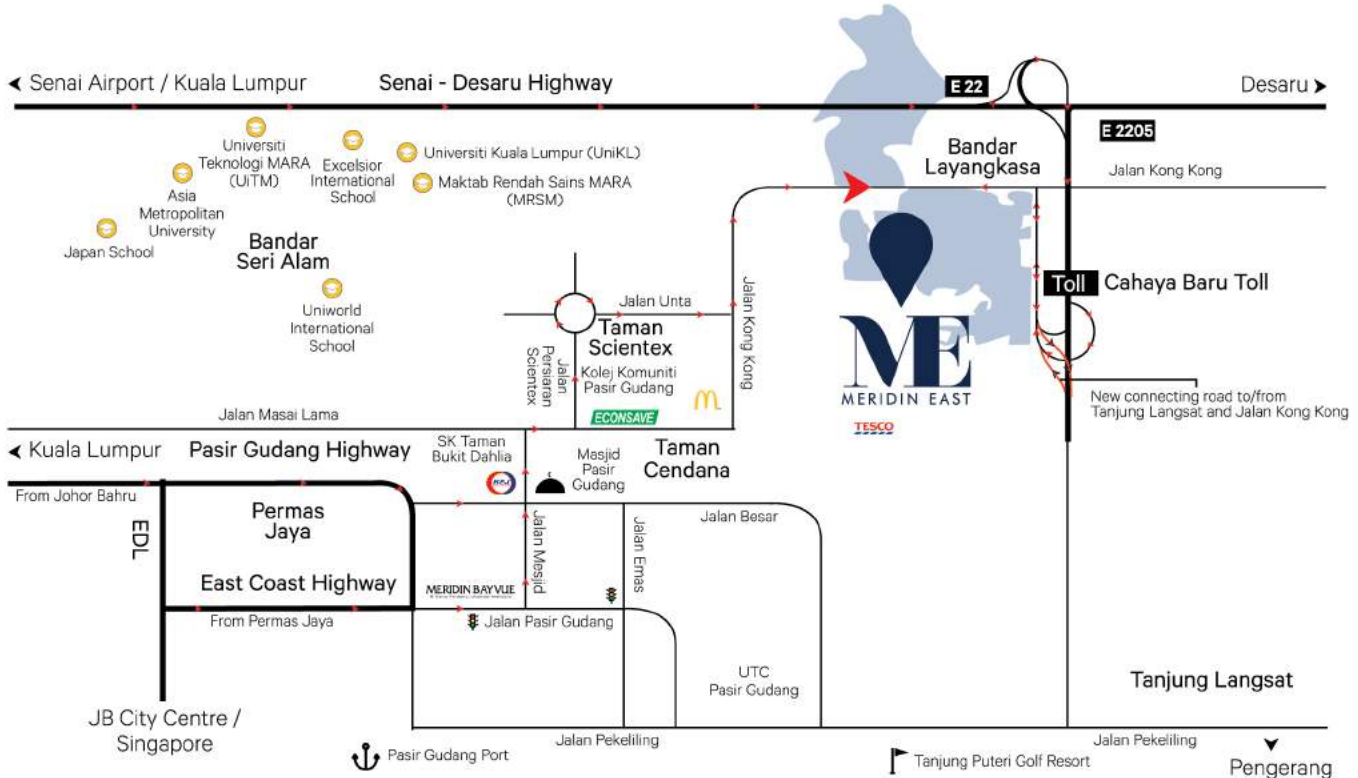 Senai Airport / Kuala Lumpur
Senai - Desaru Highway
E 22
Desaru
E 2205
Universiti
Teknologi MARA
(UiTM)
Excelsior
International
School
Universiti Kuala Lumpur (UniKL)
Maktab Rendah Sains MARA
(MRSM)
Asia
Metropolitan
University
Japan School
Bandar
Seri Alam
Uniworld
International
School
Bandar
Layangkasa
Jalan Kong Kong
Toll
Cahaya Baru Toll
Jalan Unta
Taman
Scientex
Jalan
Persiaran
Scientex
Kolej Komuniti
Pasir Gudang
Jalan Kong Kong
ME
MERIDIN EAST
TESCO
New connecting road to/from
Tanjung Langsat and Jalan Kong Kong
Jalan Masai Lama
ECONSAVE
Kuala Lumpur
Pasir Gudang Highway
SK Taman
Bukit Dahlia
KPJ
Masjid
Pasir
Gudang
Taman
Cendana
From Johor Bahru
EDL
Permas
Jaya
Jalan Mesjid
Jalan Emas
Jalan Besar
East Coast Highway
MERIDIN BAYVUE
From Permas Jaya
Jalan Pasir Gudang
UTC
Pasir Gudang
Tanjung Langsat
JB City Centre /
Singapore
Pasir Gudang Port
Jalan Pekeliling
Tanjung Puteri Golf Resort
Jalan Pekeliling
Pengerang